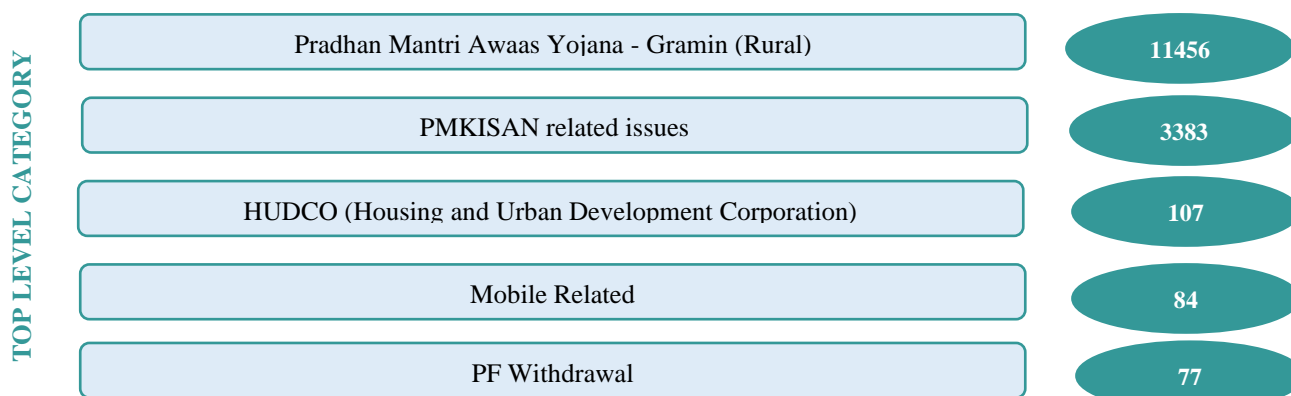 TOP LEVEL CATEGORY
Pradhan Mantri Awaas Yojana - Gramin (Rural)
11456
PMKISAN related issues
3383
HUDCO (Housing and Urban Development Corporation)
107
Mobile Related
84
PF Withdrawal
77